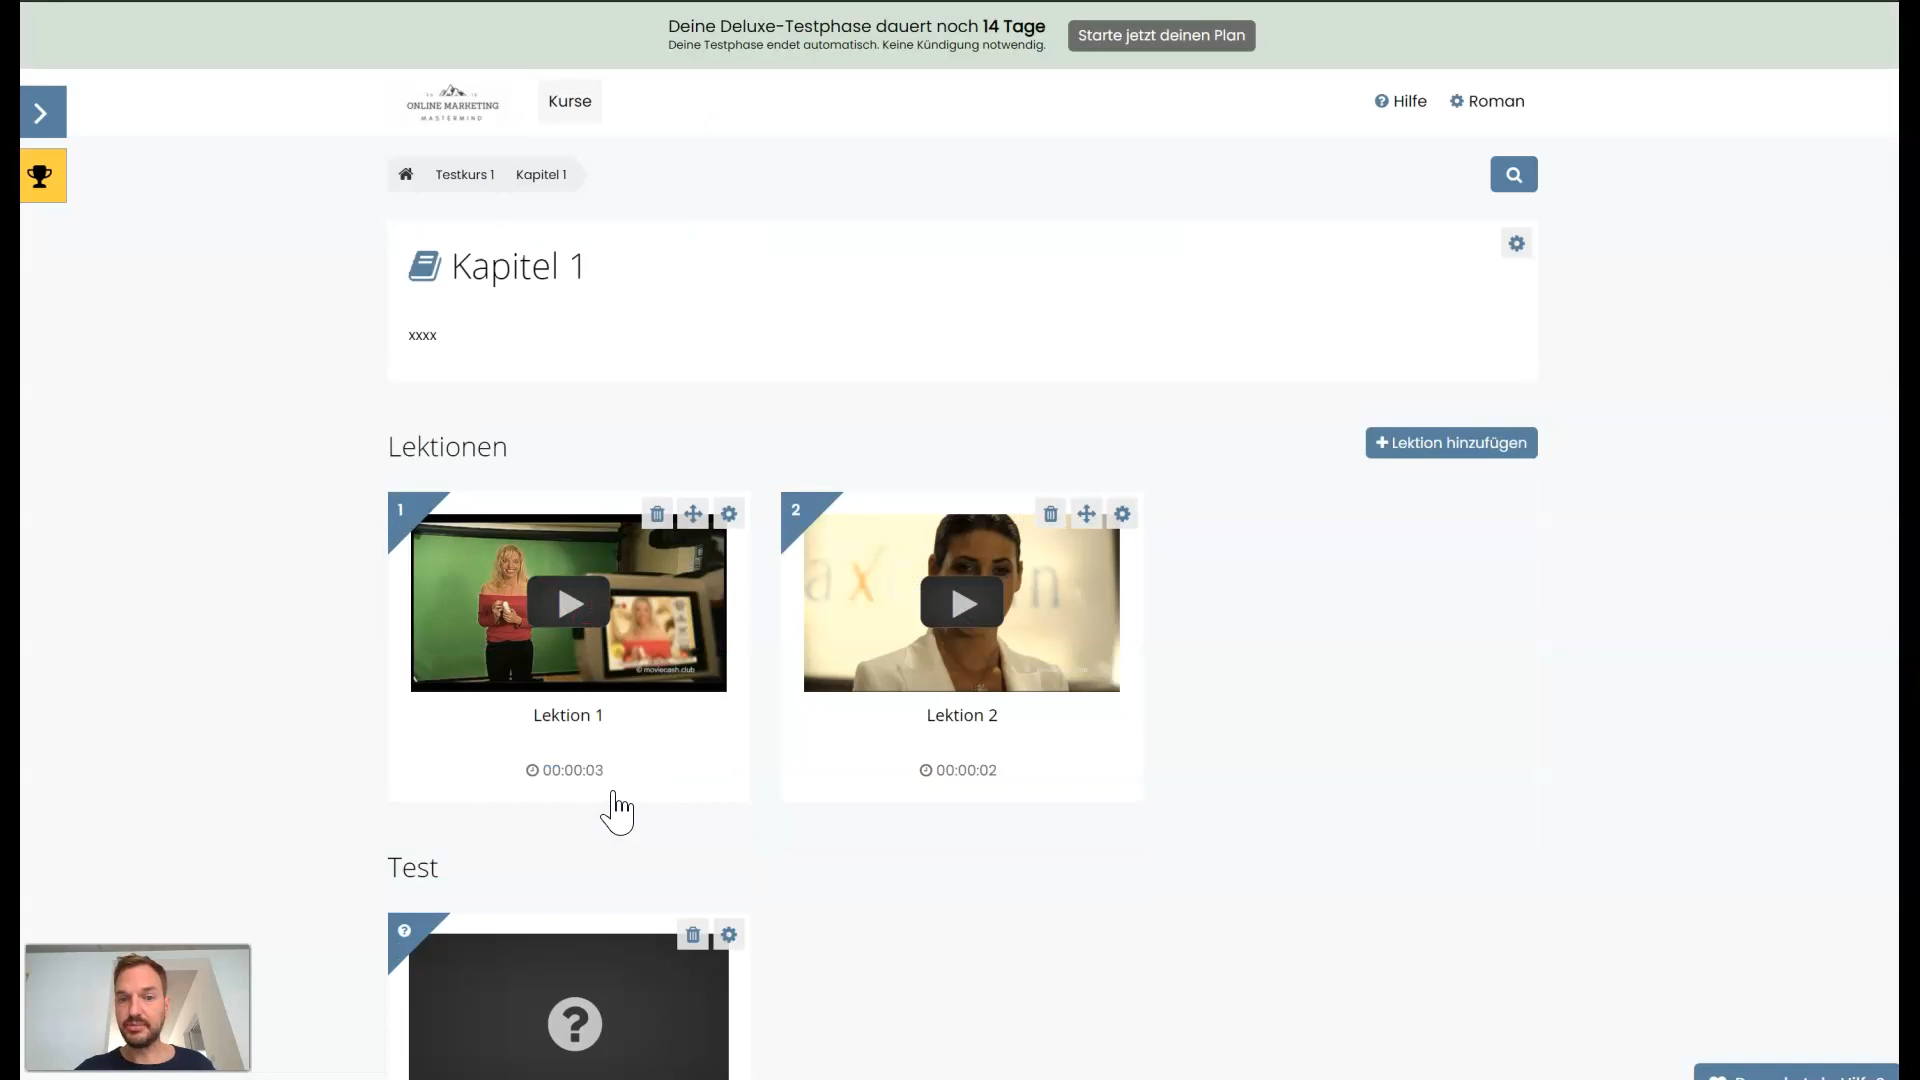 Deine Deluxe-Testphase dauert noch 14 Tage
Deine Testphase endet automatisch. Keine Kündigung notwendig.
Starte jetzt deinen Plan
ONLINE MARKETING
MASTERMIND
Kurse
Hilfe
Roman
Testkurs 1
Kapitel 1
Kapitel 1
xxxx
Lektionen
Lektion hinzufügen
1
2
© moviecash.club
Lektion 1
Lektion 2
00:00:03
00:00:02
Test